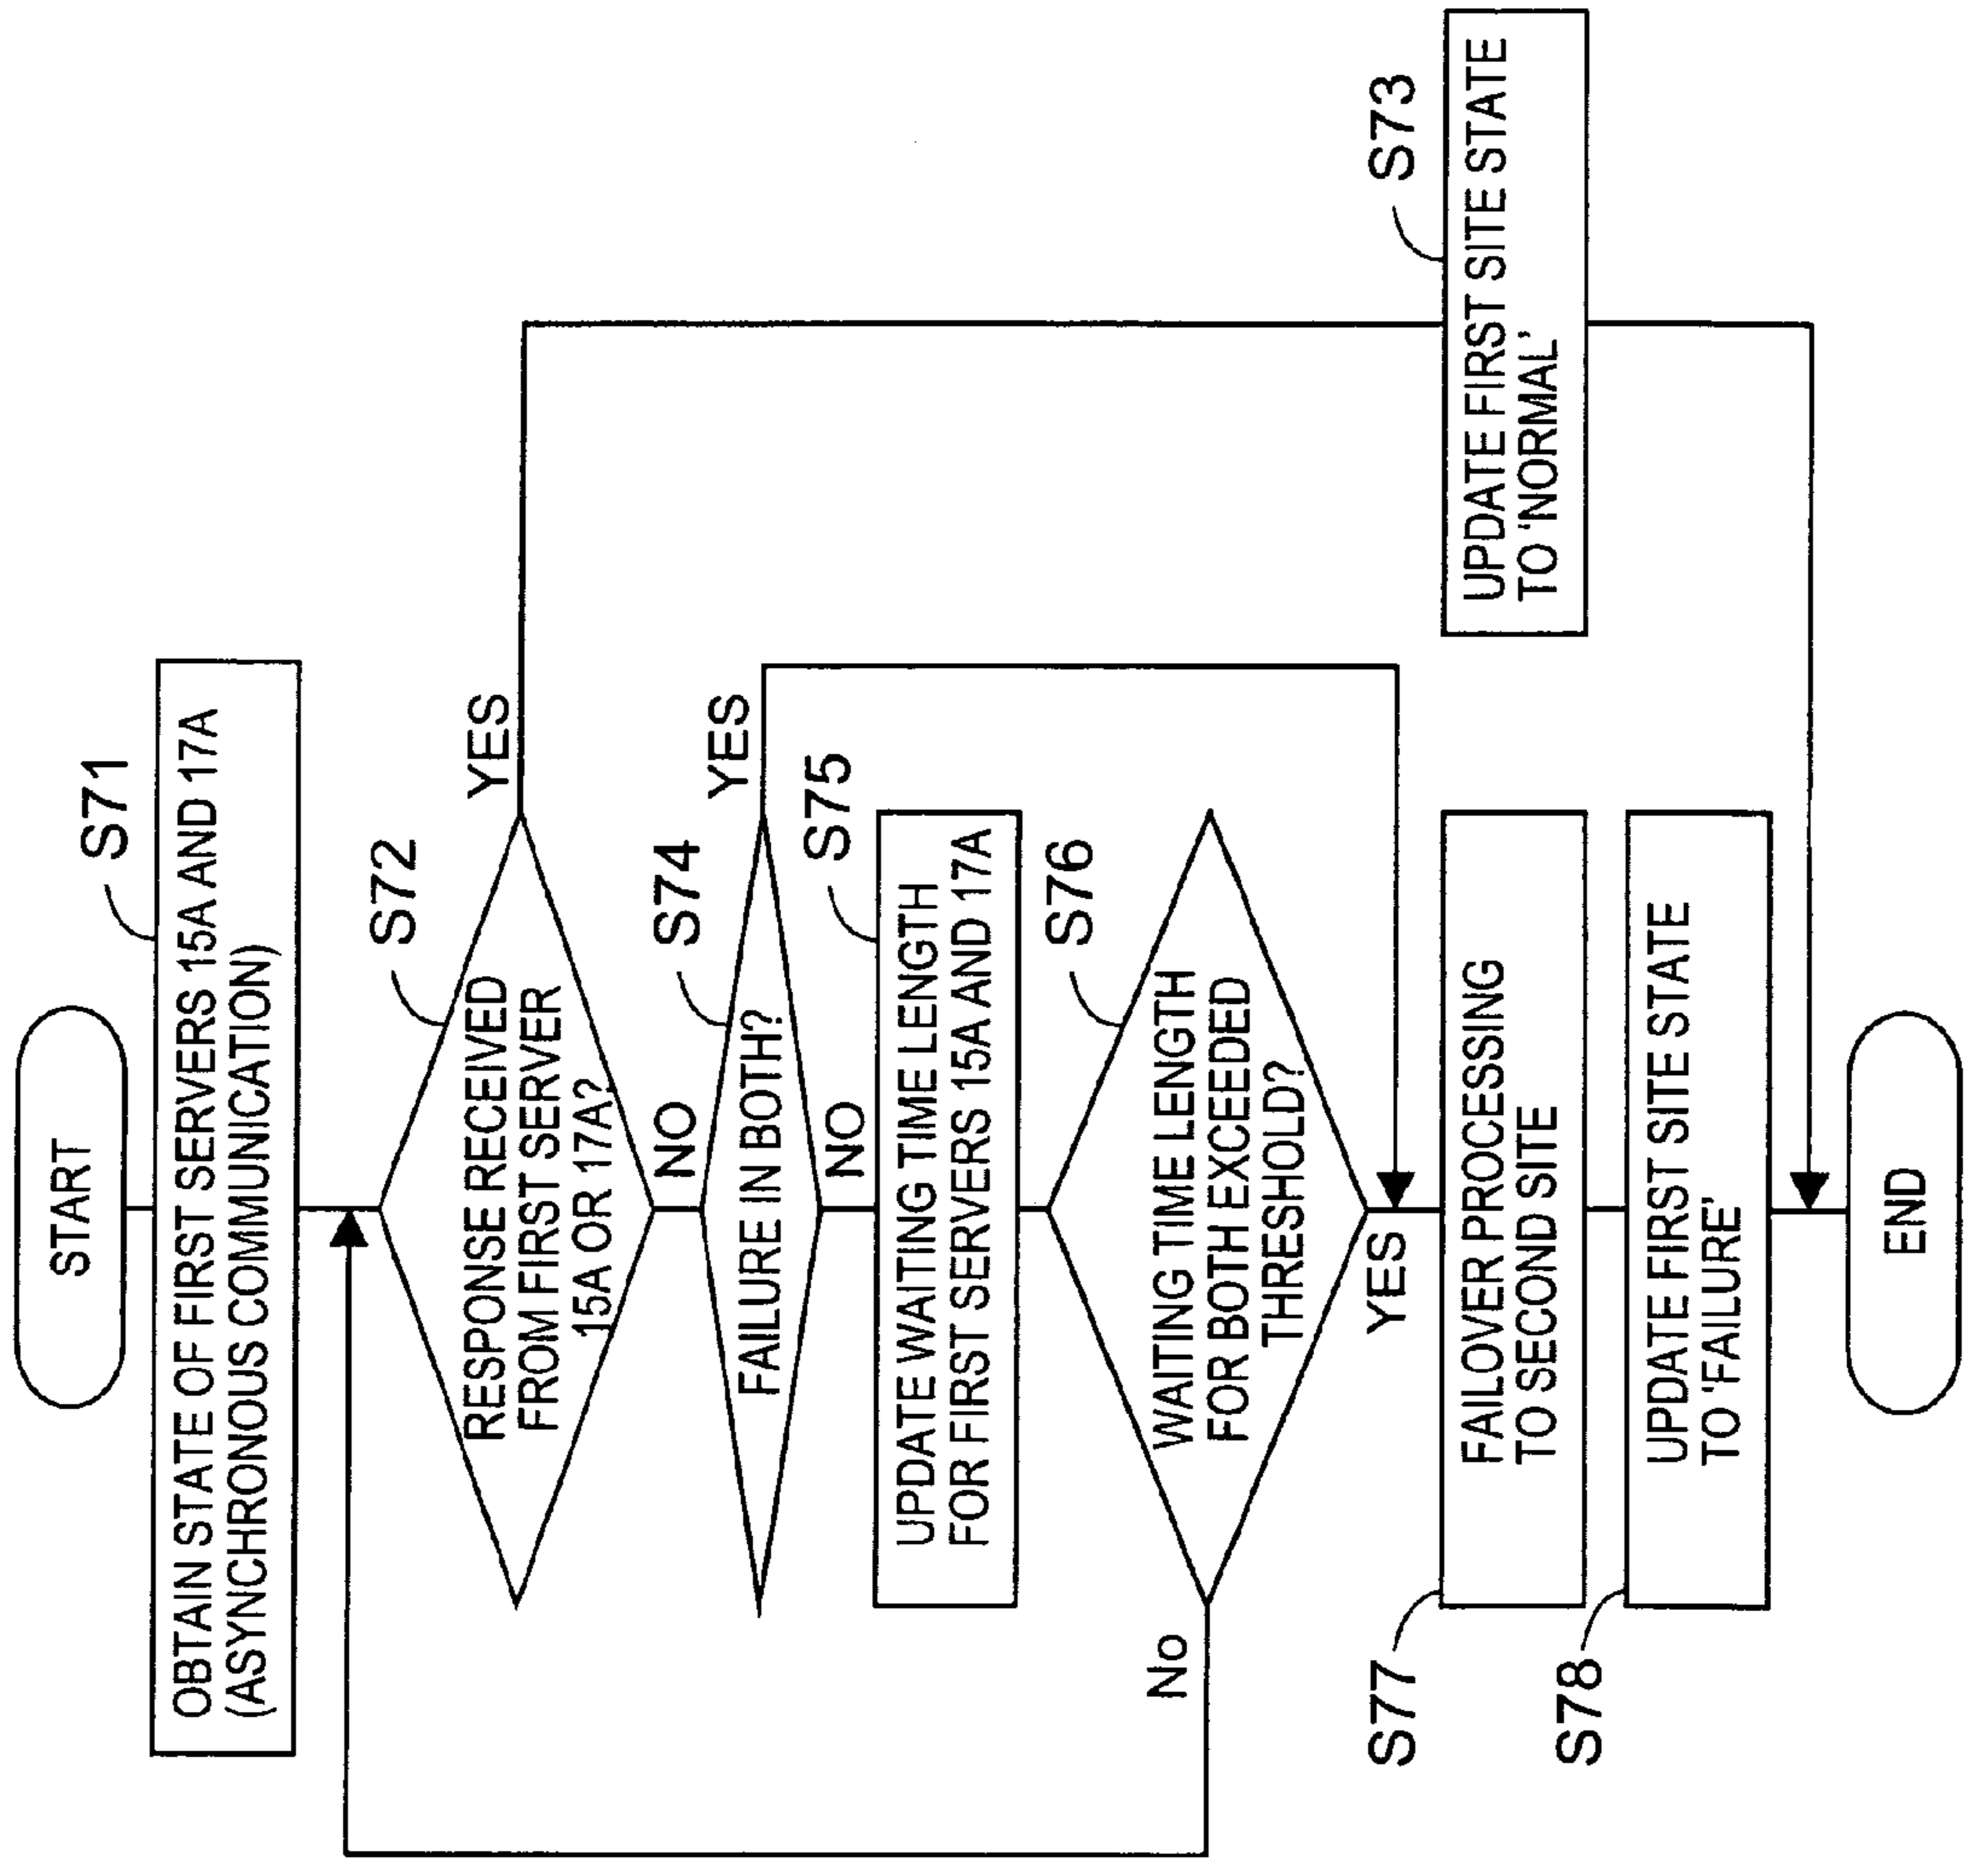 START
S71
OBTAIN STATE OF FIRST SERVERS 15A AND 17A
(ASYNCHRONOUS COMMUNICATION)
S72
RESPONSE RECEIVED
FROM FIRST SERVER
15A OR 17A?
YES
NO
S74
FAILURE IN BOTH?
YES
NO
S75
UPDATE WAITING TIME LENGTH
FOR FIRST SERVERS 15A AND 17A
S76
WAITING TIME LENGTH
FOR BOTH EXCEEDED
THRESHOLD?
No
YES
S73
UPDATE FIRST SITE STATE
TO 'NORMAL'
S77
FAILOVER PROCESSING
TO SECOND SITE
S78
UPDATE FIRST SITE STATE
TO 'FAILURE'
END